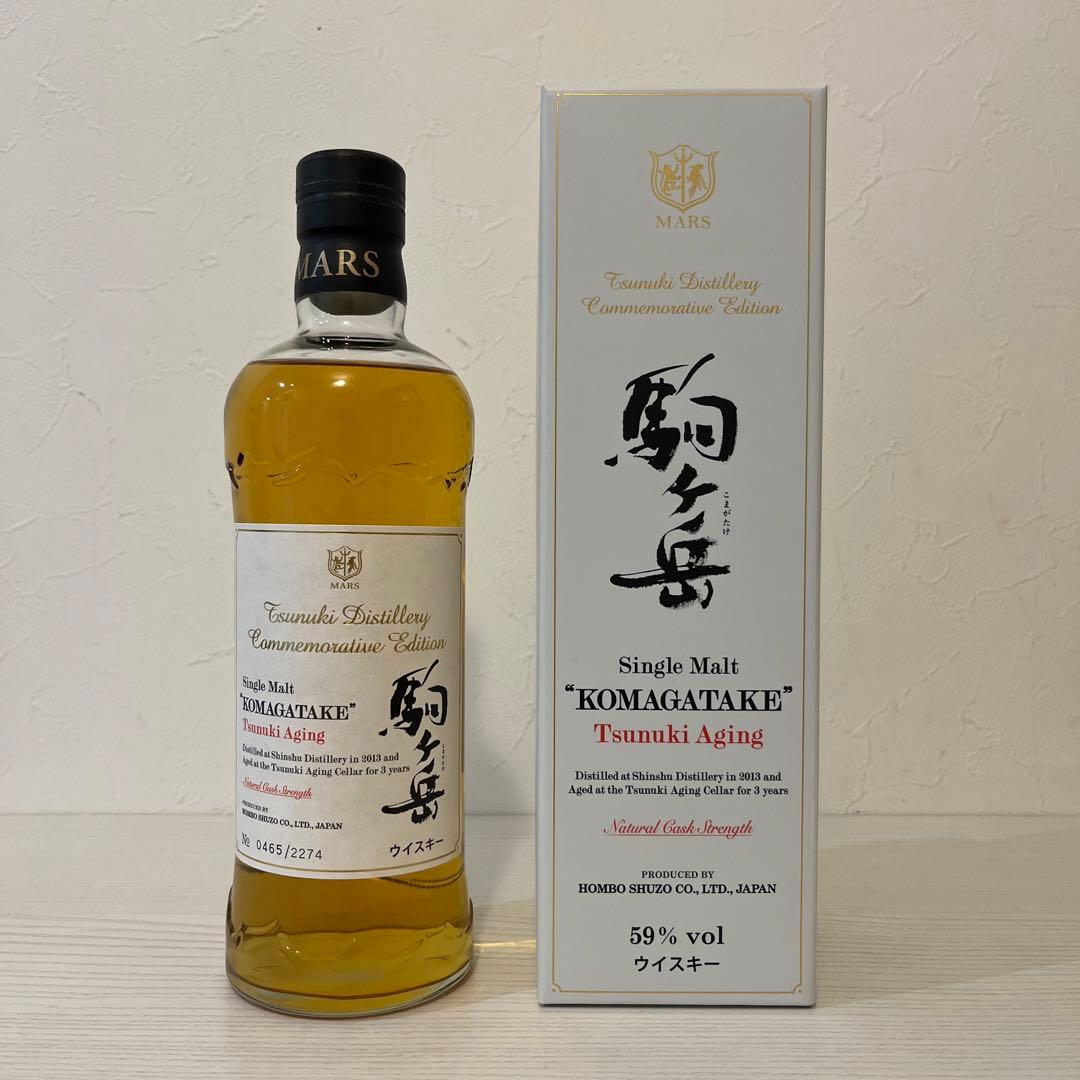 MARS
MARS
Tsunuki Distillery
Commemorative Edition
Single Malt
"KOMAGATAKE"
Tsunuki Aging
Distilled at Shinshu Distillery in 2013 and
Aged at the Tsunuki Aging Cellar for 3 years
Natural Cask Strength
PRODUCED BY
HOMBO SHUZO CO., LTD., JAPAN
№ 0465/2274
駒ヶ岳
こまがたけ
ウイスキー
MARS
Tsunuki Distillery
Commemorative Edition
駒ヶ岳
こまがたけ
Single Malt
“KOMAGATAKE”
Tsunuki Aging
Distilled at Shinshu Distillery in 2013 and
Aged at the Tsunuki Aging Cellar for 3 years
Natural Cask Strength
PRODUCED BY
HOMBO SHUZO CO., LTD., JAPAN
59% vol
ウイスキー